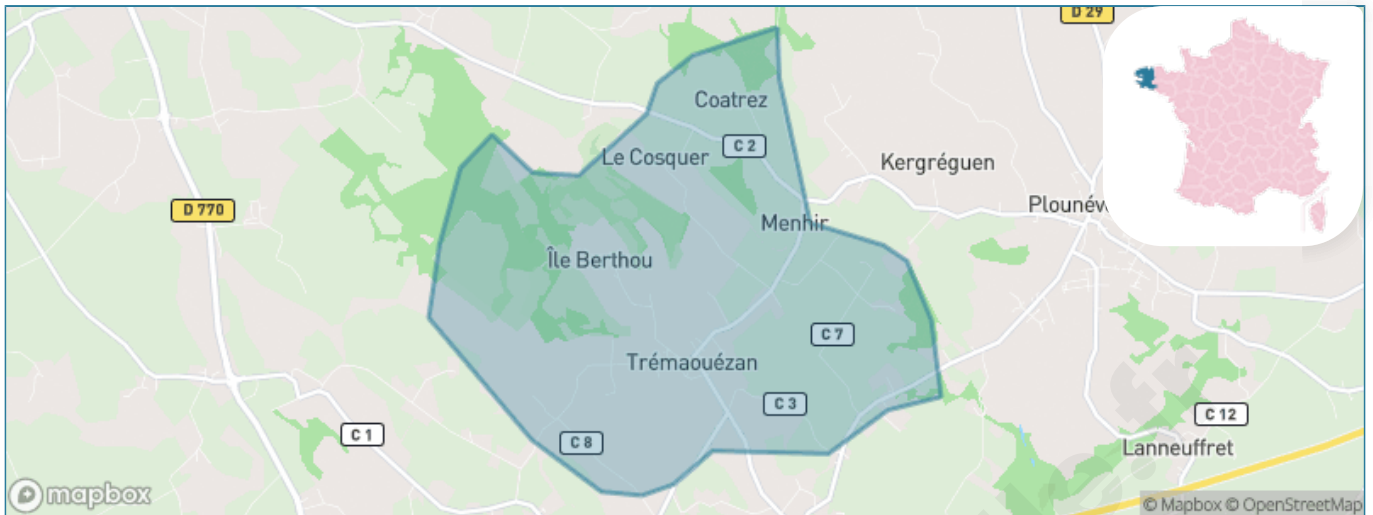 D 29
Coatrez
C 2
Le Cosquer
Kergréguen
D 770
Plounév
Menhir
Île Berthou
C 7
Trémaouézan
C 3
C 12
C 1
C 8
Lanneuffret
mapbox
© Mapbox © OpenStreetMap